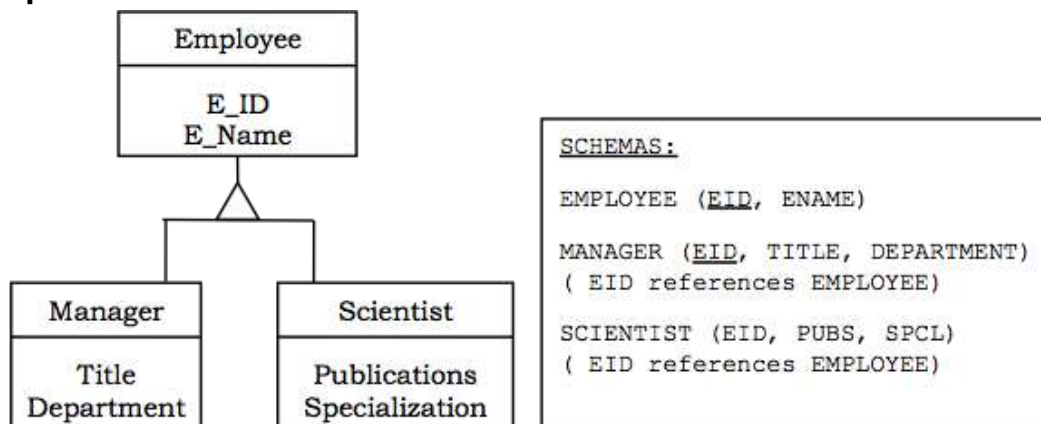 Employee
E_ID
E_Name
Manager
Title
Department
Scientist
Publications
Specialization
SCHEMAS:
EMPLOYEE (EID, ENAME)
MANAGER (EID, TITLE, DEPARTMENT)
( EID references EMPLOYEE)
SCIENTIST (EID, PUBS, SPCL)
( EID references EMPLOYEE)